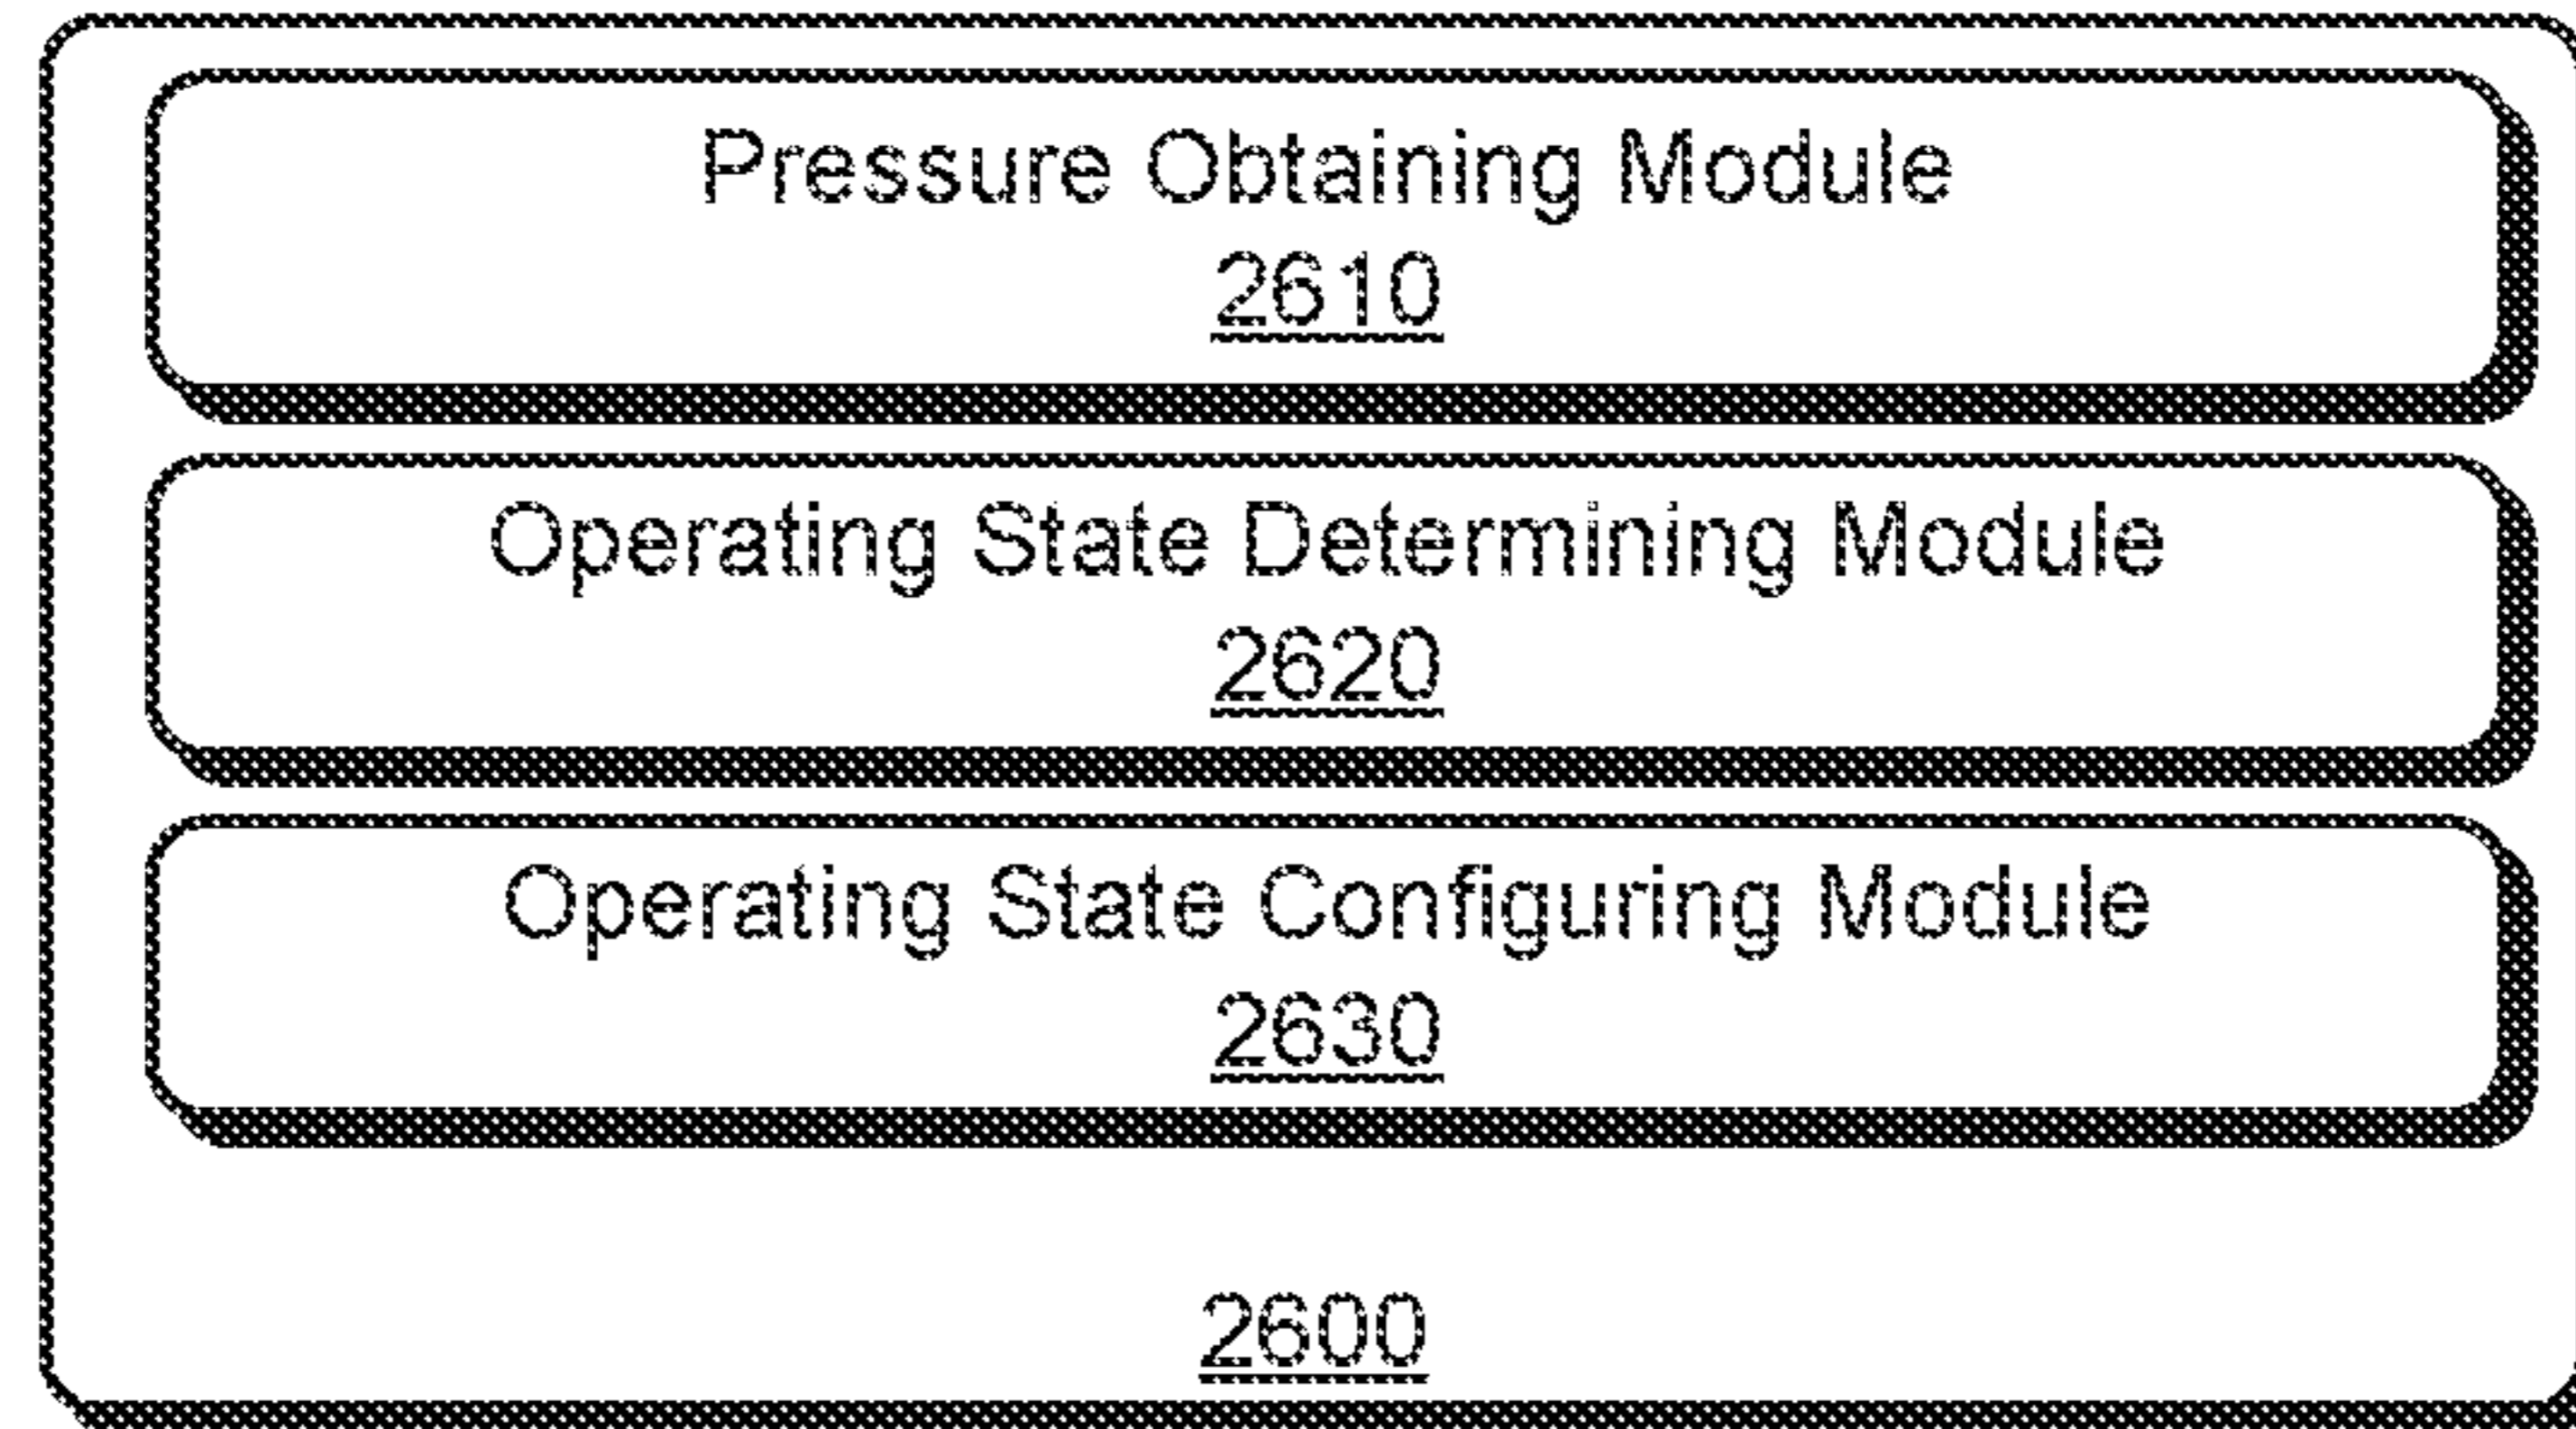 Pressure Obtaining Module
2610
Operating State Determining Module
2620
Operating State Configuring Module
2630
2600